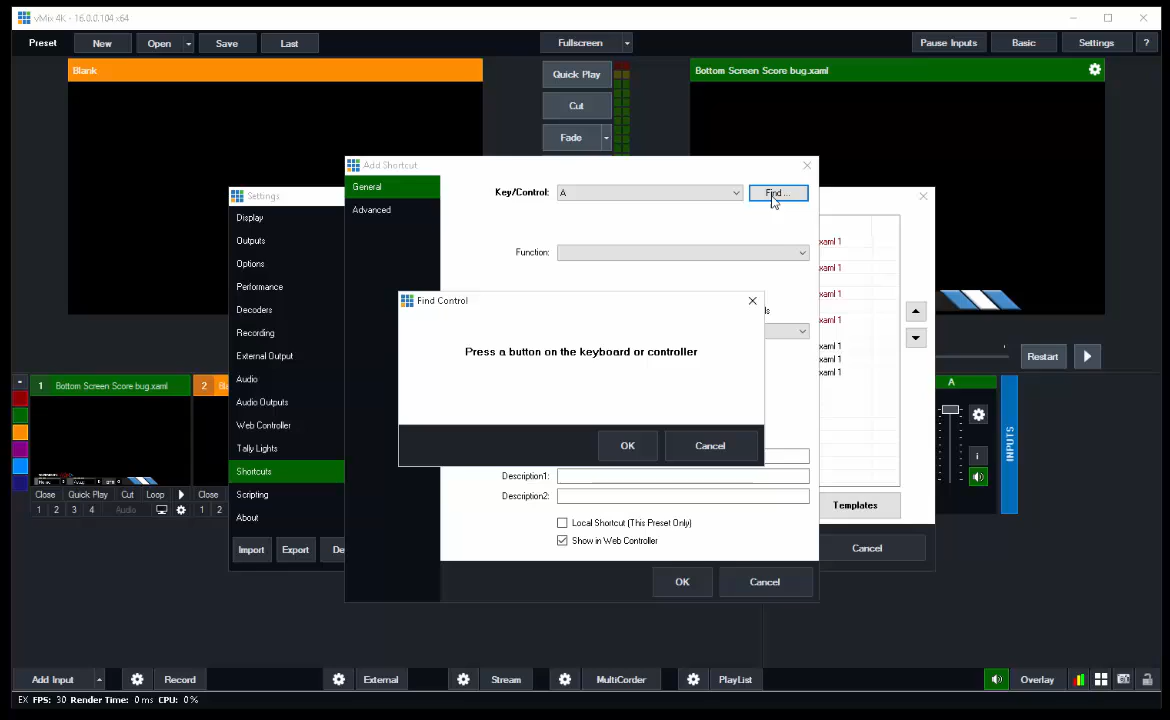 vMix 4K - 16.0.0.104 x64
Preset New Open Save Last Fullscreen Pause Inputs Basic Settings ?
Blank
Quick Play
Bottom Screen Score bug.xaml
Cut
Fade
Add Shortcut
General
Key/Control: A Find ...
Settings
Advanced
Display
Outputs
xaml 1
Function:
Options
xaml 1
Performance
xaml 1
Find Control
Decoders
ls
xaml 1
Recording
xaml 1
Press a button on the keyboard or controller
External Output
xaml 1
Restart
xaml 1
Audio
1 Bottom Screen Score bug.xaml 2
A
Audio Outputs
Web Controller
INPUTS
Tally Lights
OK Cancel
i
Shortcuts
Description1:
Close Quick Play Cut Loop Close
Scripting
Description2:
1 2 3 4 Audio 1 2
Templates
About
Local Shortcut (This Preset Only)
Show in Web Controller
Import Export De
Cancel
OK Cancel
Add Input Record External Stream MultiCorder PlayList Overlay
EX FPS: 30 Render Time: 0 ms CPU: 0 %